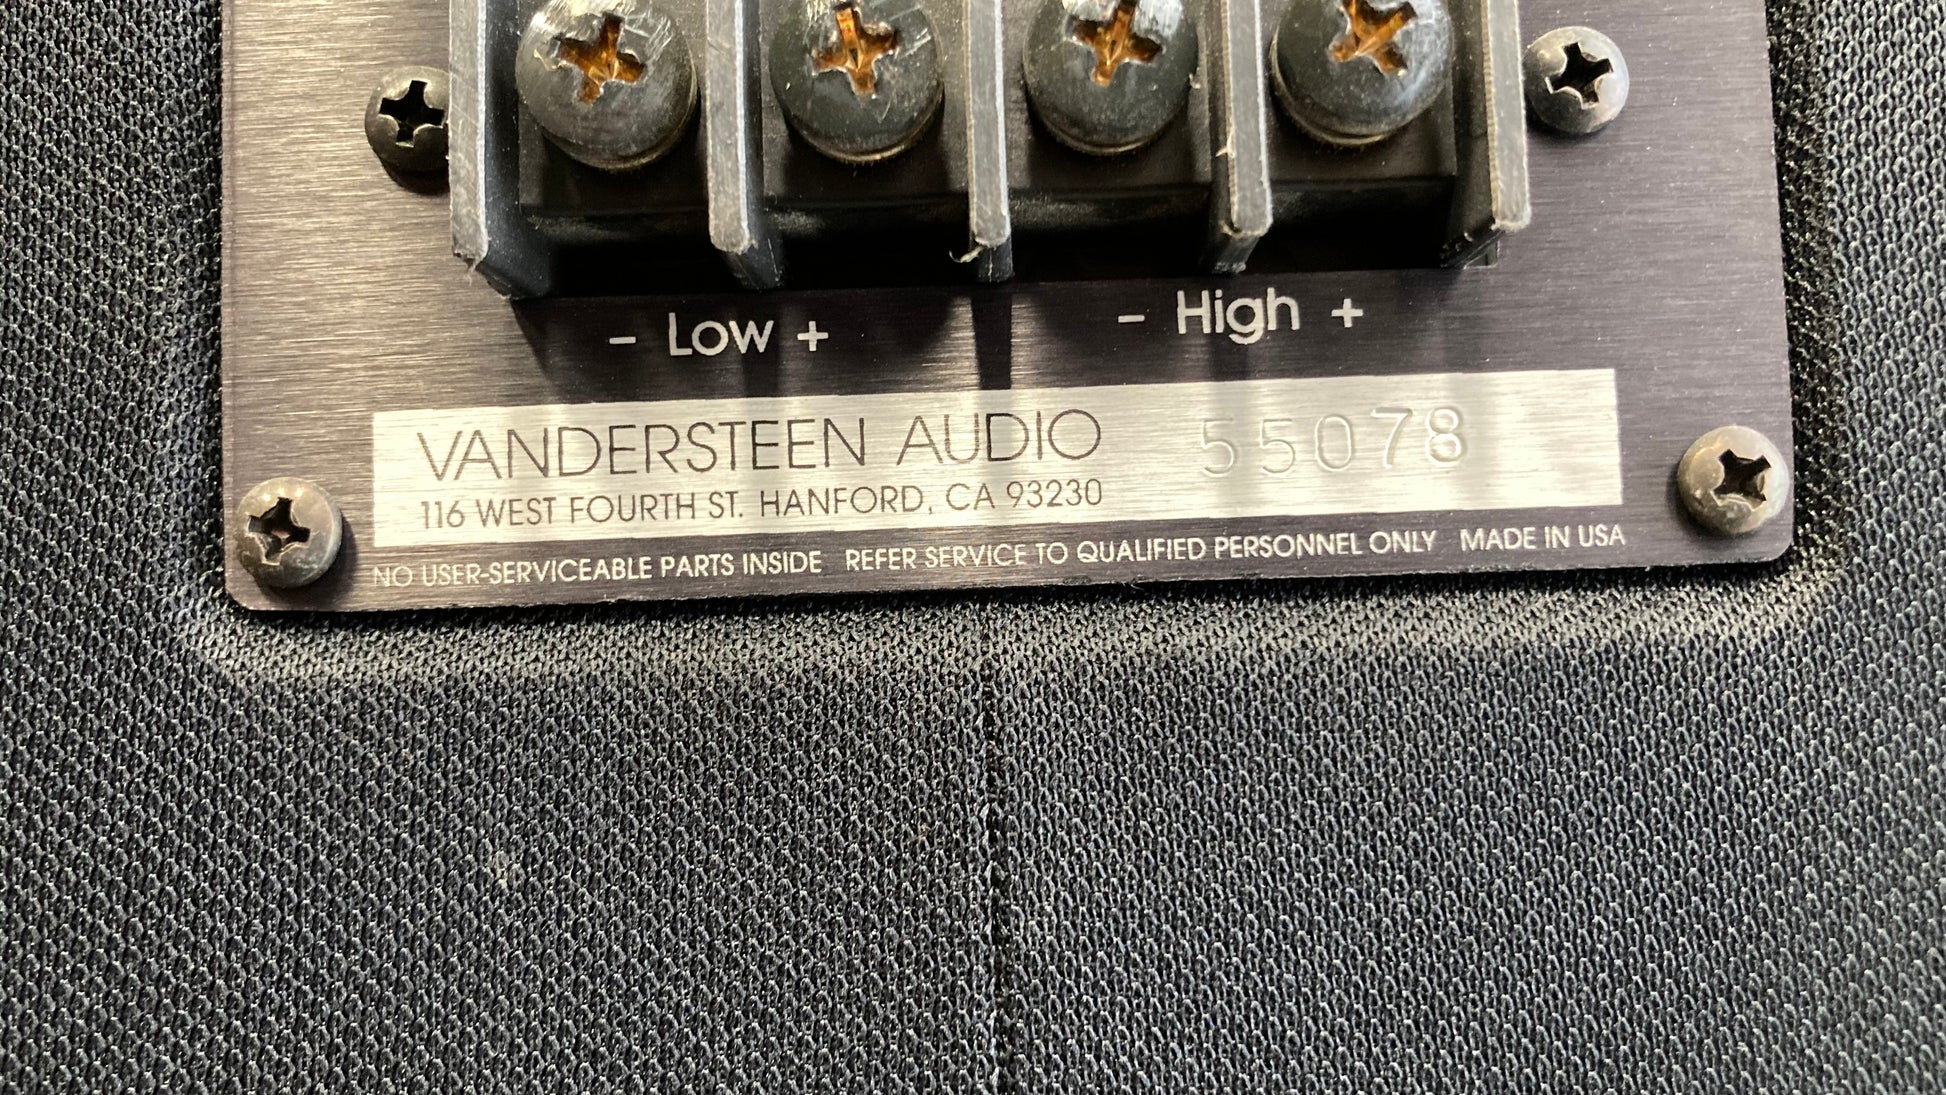 - Low +
- High +
VANDERSTEEN AUDIO
55078
116 WEST FOURTH ST. HANFORD, CA 93230
NO USER-SERVICEABLE PARTS INSIDE REFER SERVICE TO QUALIFIED PERSONNEL ONLY MADE IN USA